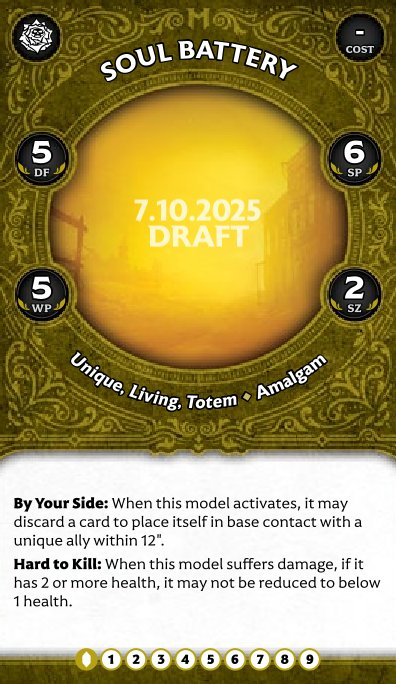 SOUL BATTERY
-
COST
5
DF
6
SP
7.10.2025
DRAFT
5
WP
2
SZ
Unique, Living, Totem ◆ Amalgam
By Your Side: When this model activates, it may
discard a card to place itself in base contact with a
unique ally within 12".
Hard to Kill: When this model suffers damage, if it
has 2 or more health, it may not be reduced to below
1 health.
1 2 3 4 5 6 7 8 9